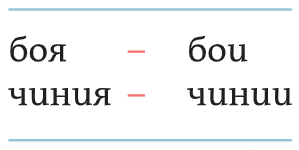 боя – бои
чиния – чинии